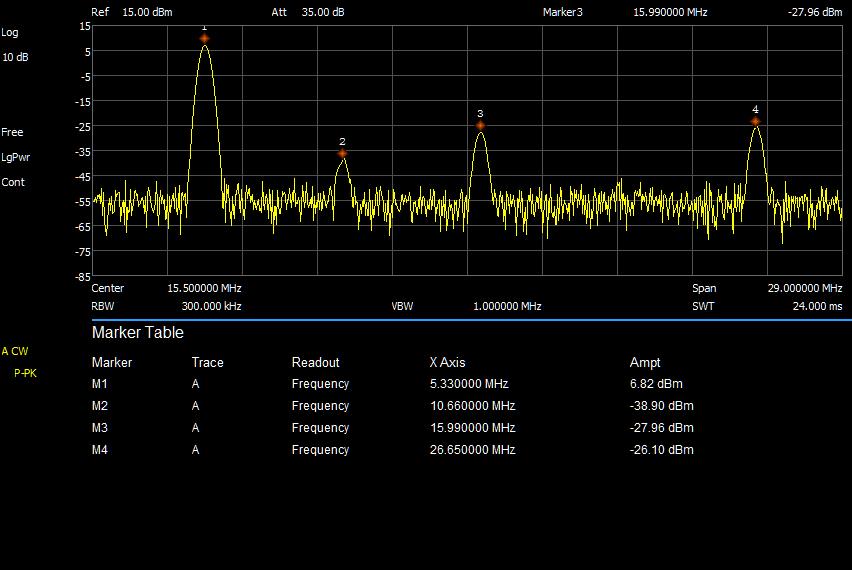 Ref 15.00 dBm Att 35.00 dB Marker3 15.990000 MHz -27.96 dBm
Log
10 dB
Free
LgPwr
Cont
15
5
-5
-15
-25
-35
-45
-55
-65
-75
-85
1
2
3
4
Center 15.500000 MHz Span 29.000000 MHz
RBW 300.000 kHz VBW 1.000000 MHz SWT 24.000 ms
A CW
P-PK
Marker Table
Marker Trace Readout X Axis Ampt
M1 A Frequency 5.330000 MHz 6.82 dBm
M2 A Frequency 10.660000 MHz -38.90 dBm
M3 A Frequency 15.990000 MHz -27.96 dBm
M4 A Frequency 26.650000 MHz -26.10 dBm